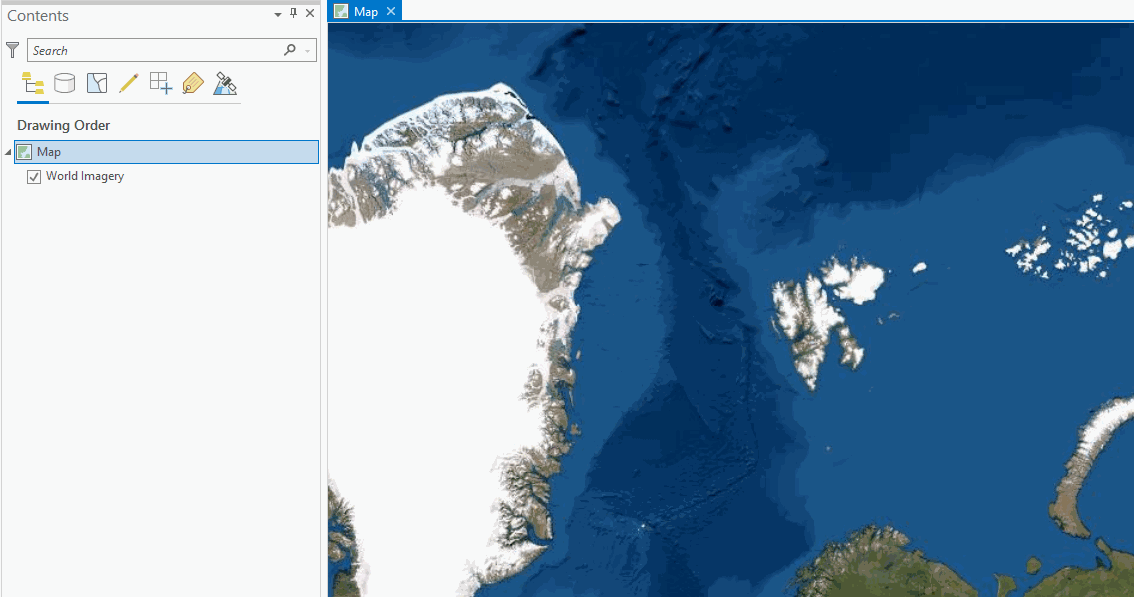 Contents
Search
Drawing Order
Map
World Imagery
Map